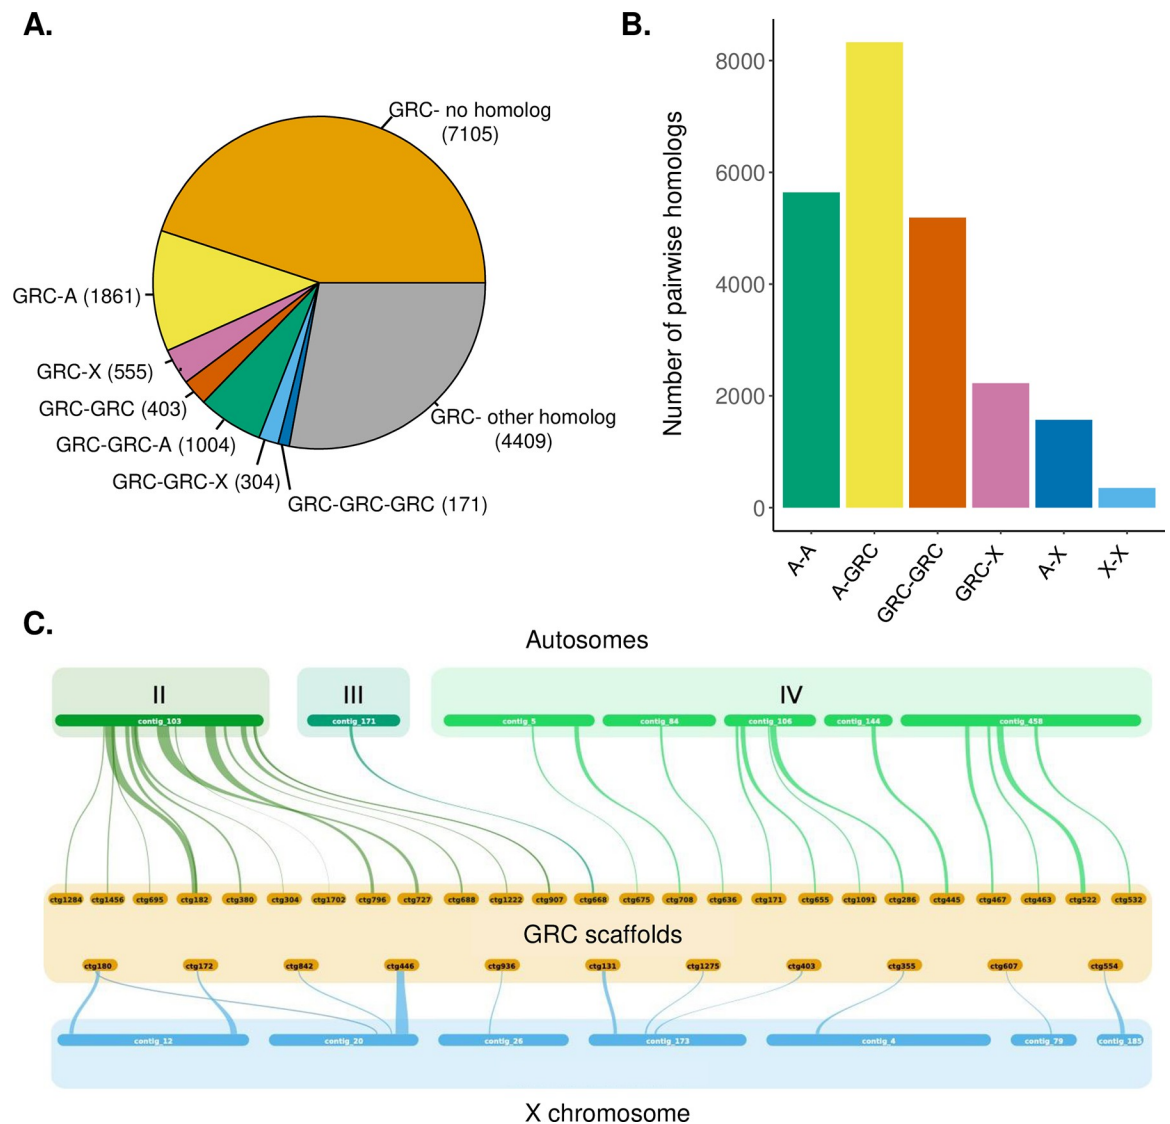 A.
GRC- no homolog
(7105)
GRC-A (1861)
GRC-X (555)
GRC-GRC (403)
GRC-GRC-A (1004)
GRC-GRC-X (304)
GRC-GRC-GRC (171)
GRC- other homolog
(4409)
B.
Number of pairwise homologs
8000
6000
4000
2000
0
A-A
A-GRC
GRC-GRC
GRC-X
A-X
X-X
C.
Autosomes
II
III
IV
contig_103
contig_171
contig_5
contig_84
contig_106
contig_144
contig_458
ctg1284
ctg1456
ctg695
ctg182
ctg380
ctg304
ctg1702
ctg796
ctg727
ctg688
ctg1222
ctg907
ctg668
ctg675
ctg708
ctg636
ctg171
ctg655
ctg1091
ctg286
ctg445
ctg467
ctg463
ctg522
ctg532
GRC scaffolds
ctg180
ctg172
ctg842
ctg446
ctg936
ctg131
ctg1275
ctg403
ctg355
ctg607
ctg554
contig_12
contig_20
contig_26
contig_173
contig_4
contig_79
contig_185
X chromosome